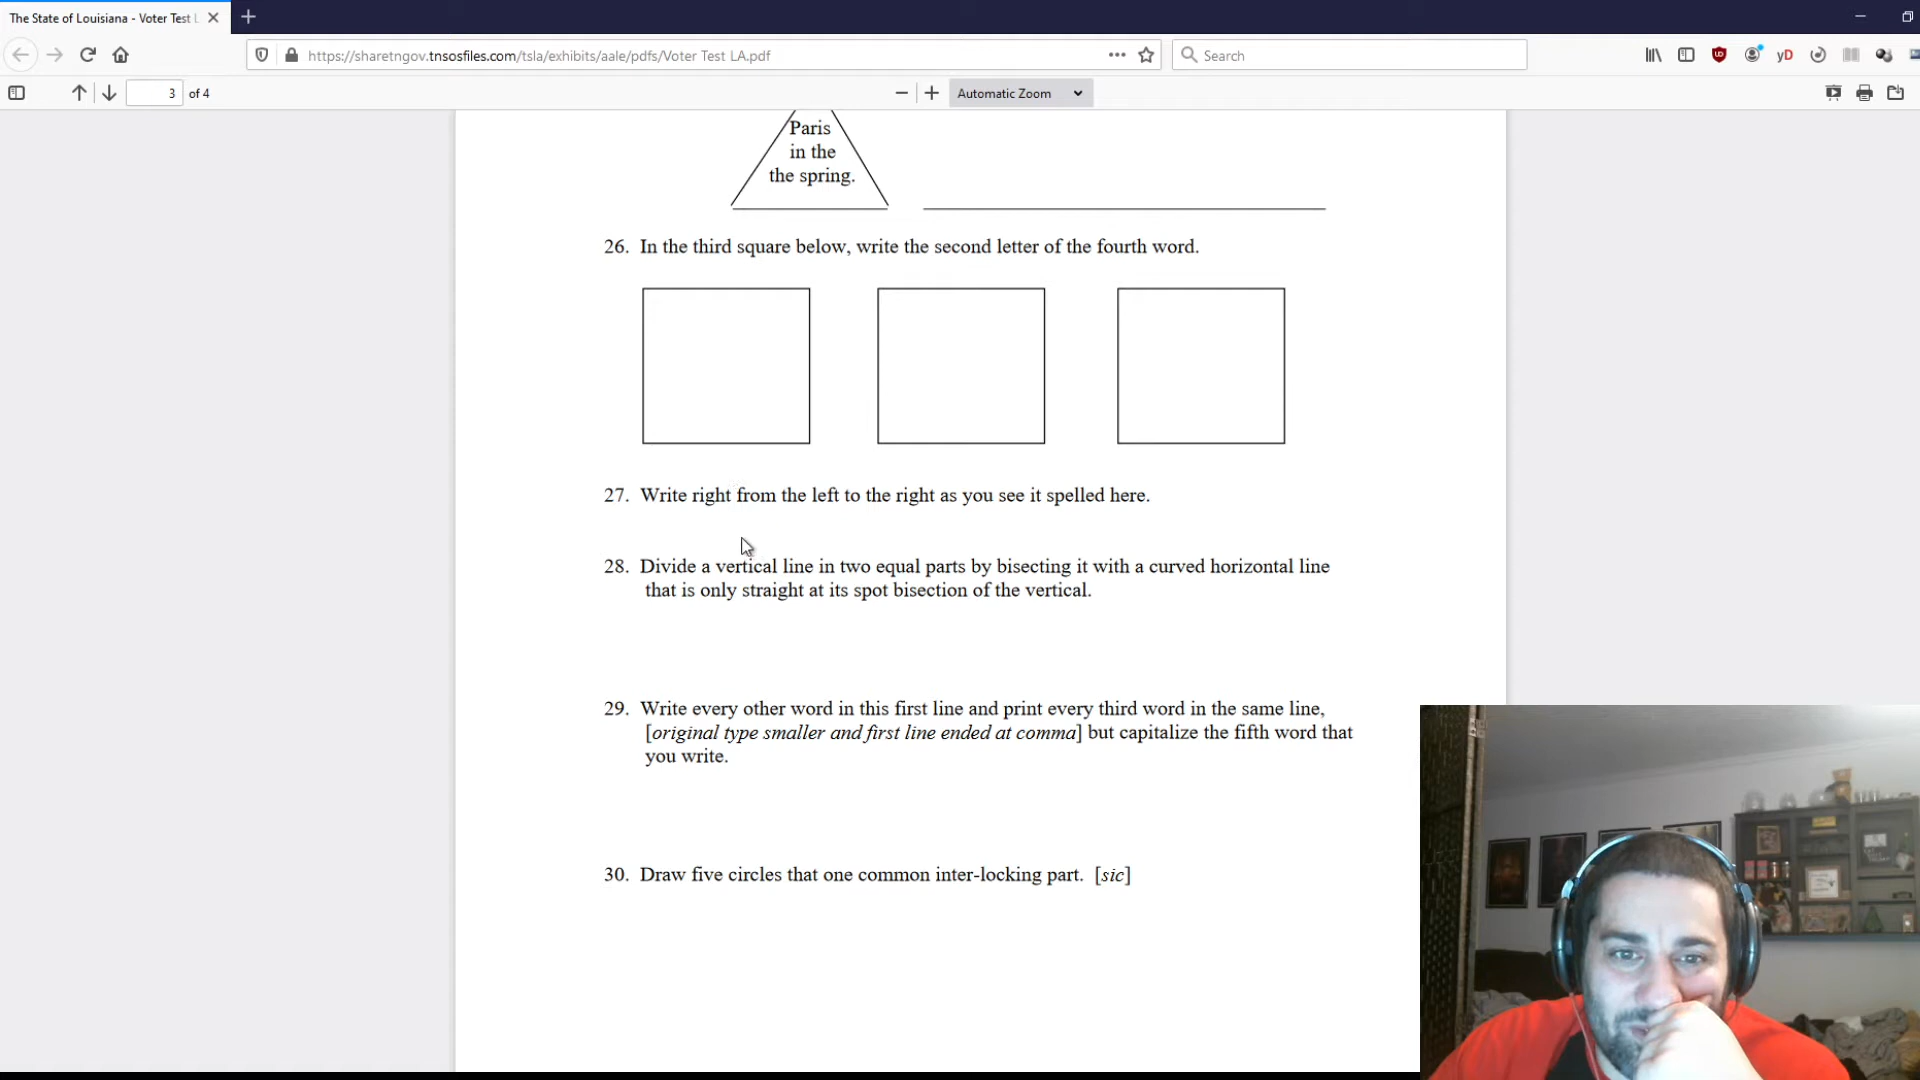 The State of Louisiana - Voter Test L
https://sharetngov.tnsosfiles.com/tsla/exhibits/aale/pdfs/Voter Test LA.pdf
Search
yD
3 of 4
Automatic Zoom
Paris
in the
the spring.
26. In the third square below, write the second letter of the fourth word.
27. Write right from the left to the right as you see it spelled here.
28. Divide a vertical line in two equal parts by bisecting it with a curved horizontal line
that is only straight at its spot bisection of the vertical.
29. Write every other word in this first line and print every third word in the same line,
[original type smaller and first line ended at comma] but capitalize the fifth word that
you write.
30. Draw five circles that one common inter-locking part. [sic]